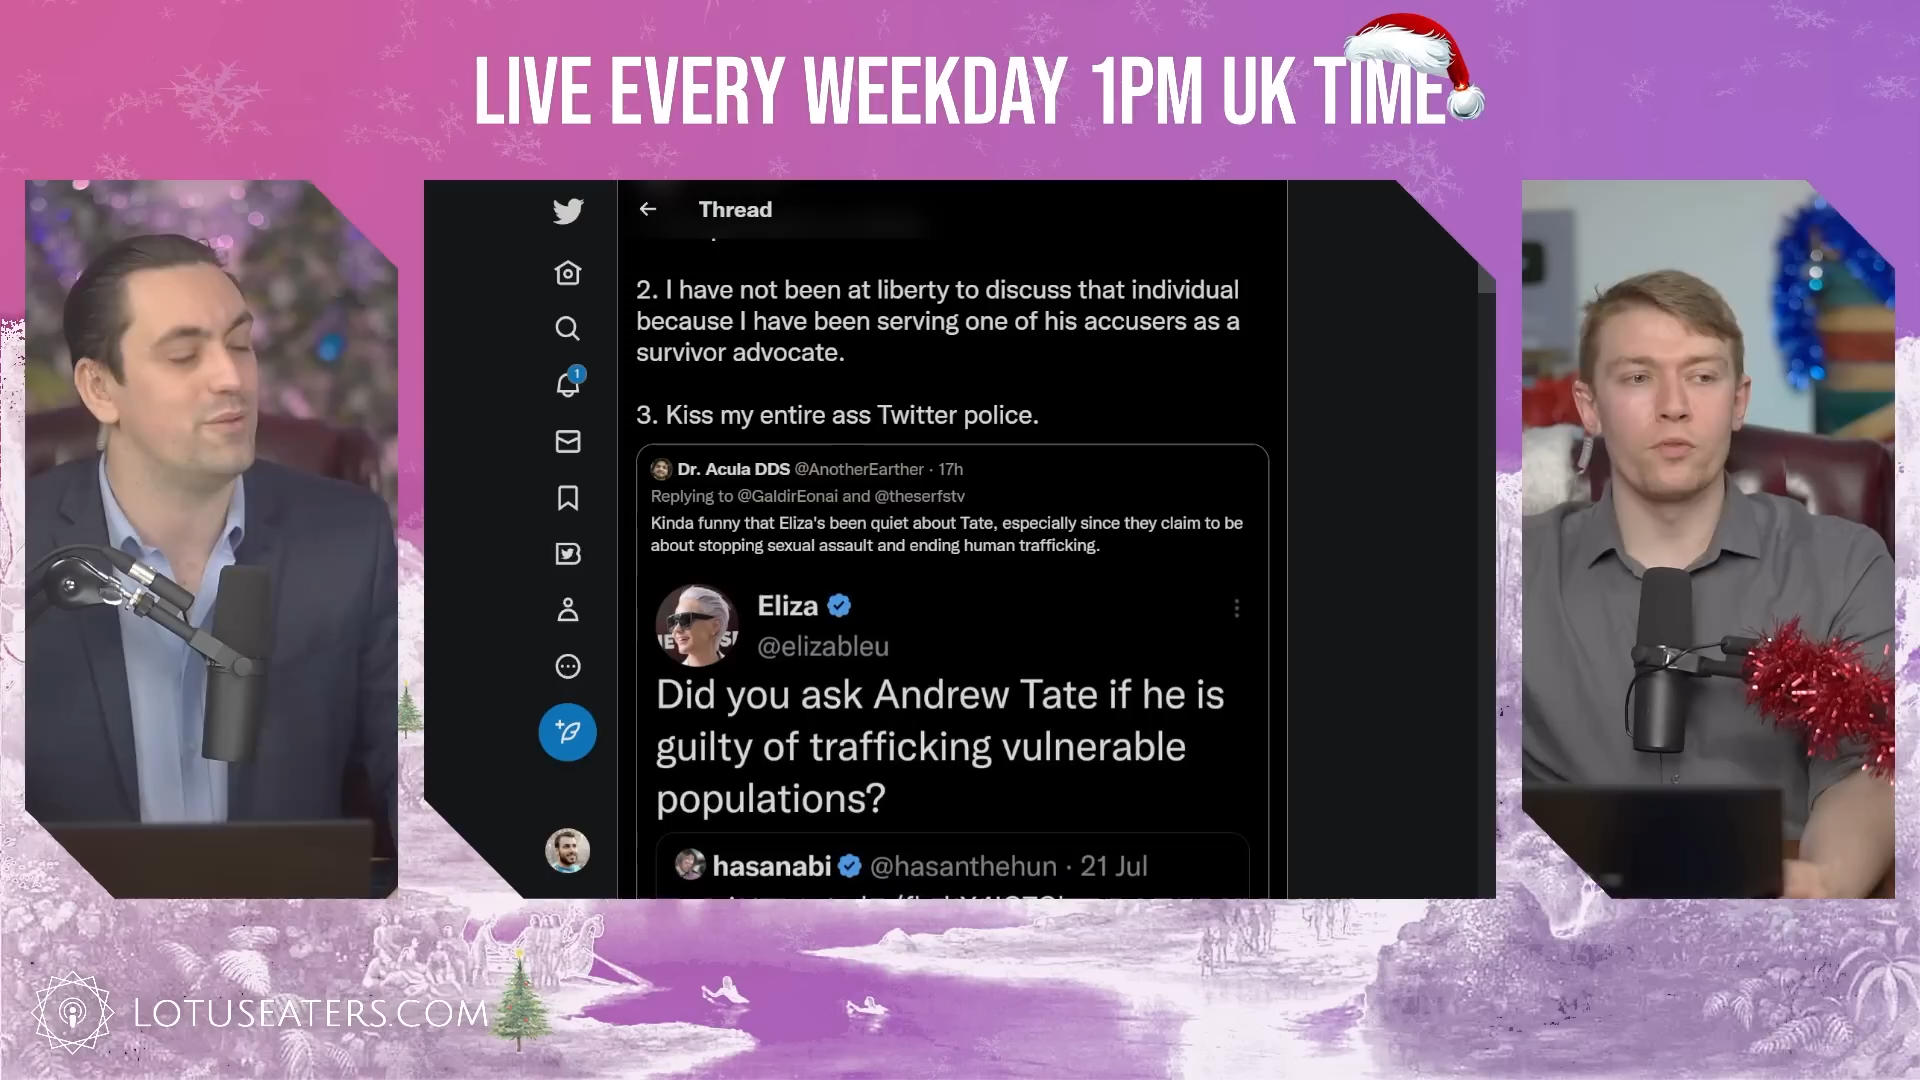 LIVE EVERY WEEKDAY 1PM UK TIME
Thread
2. I have not been at liberty to discuss that individual
because I have been serving one of his accusers as a
survivor advocate.
3. Kiss my entire ass Twitter police.
1
Dr. Acula DDS @AnotherEarther · 17h
Replying to @GaldirEonai and @theserfstv
Kinda funny that Eliza's been quiet about Tate, especially since they claim to be
about stopping sexual assault and ending human trafficking.
Eliza
@elizableu
Did you ask Andrew Tate if he is
guilty of trafficking vulnerable
populations?
hasanabi @hasanthehun · 21 Jul
LOTUSEATERS.COM